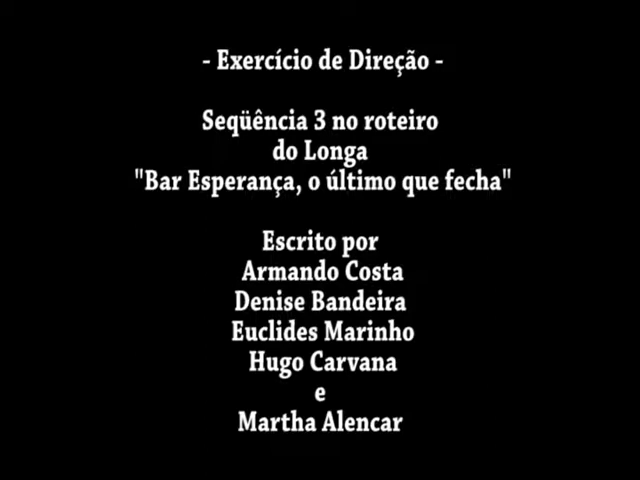 - Exercício de Direção -
Seqüência 3 no roteiro
do Longa
"Bar Esperança, o último que fecha"
Escrito por
Armando Costa
Denise Bandeira
Euclides Marinho
Hugo Carvana
e
Martha Alencar